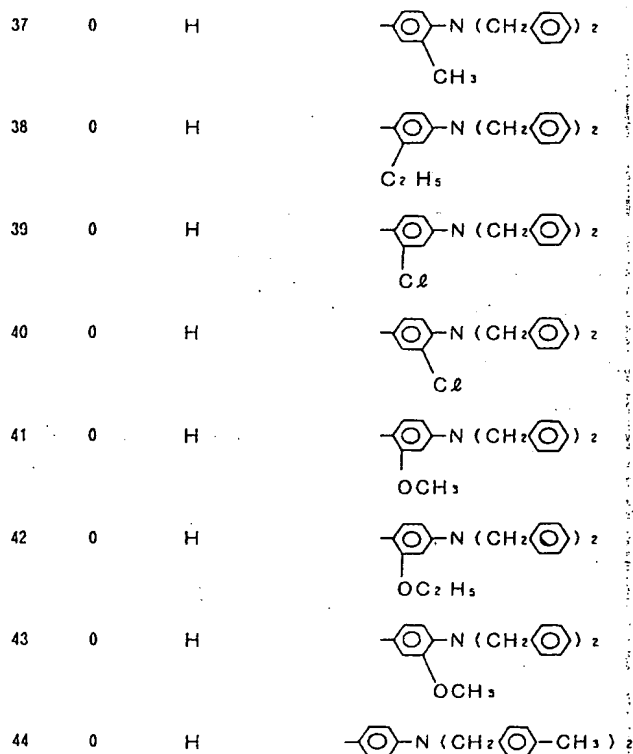 37 0 H N (CH₂ ) ₂
CH₃
38 0 H N (CH₂ ) ₂
C₂H₅
39 0 H N (CH₂ ) ₂
Cℓ
40 0 H N (CH₂ ) ₂
Cℓ
41 0 H N (CH₂ ) ₂
OCH₃
42 0 H N (CH₂ ) ₂
OC₂H₅
43 0 H N (CH₂ ) ₂
OCH₃
44 0 H N (CH₂ CH₃) ₂